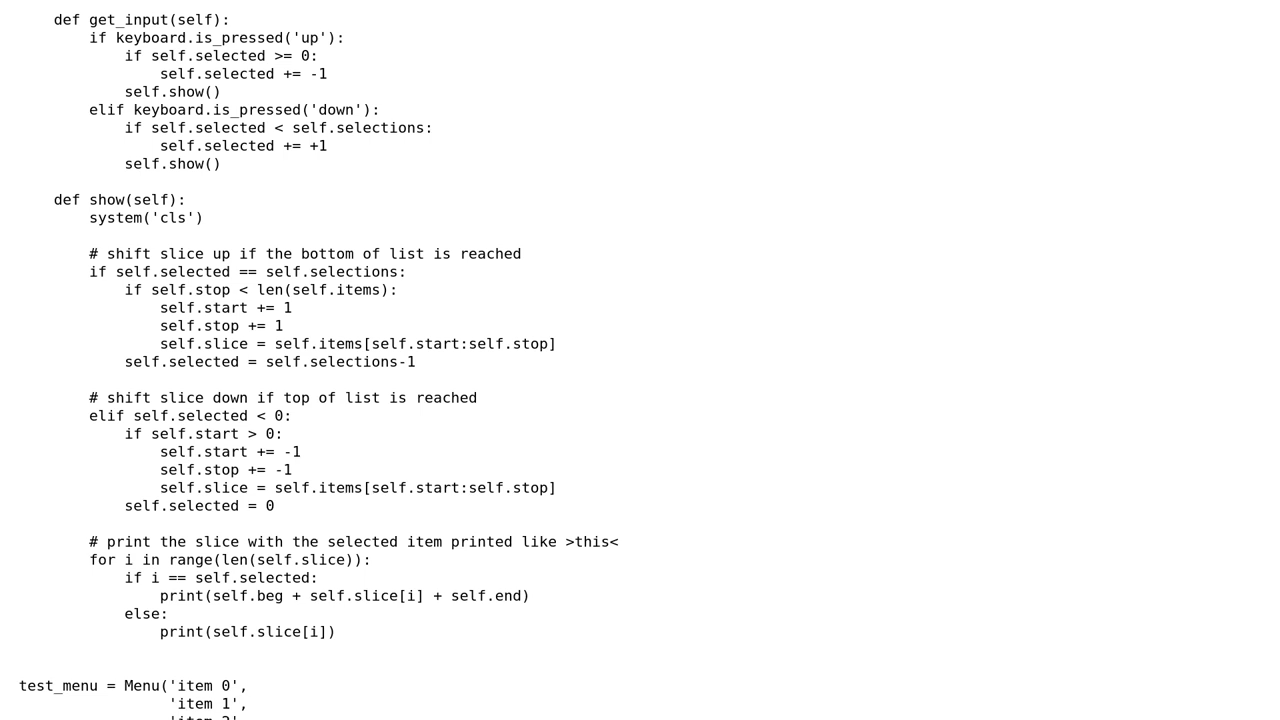 def get_input(self):
        if keyboard.is_pressed('up'):
            if self.selected >= 0:
                self.selected += -1
            self.show()
        elif keyboard.is_pressed('down'):
            if self.selected < self.selections:
                self.selected += +1
            self.show()

    def show(self):
        system('cls')

        # shift slice up if the bottom of list is reached
        if self.selected == self.selections:
            if self.stop < len(self.items):
                self.start += 1
                self.stop += 1
                self.slice = self.items[self.start:self.stop]
            self.selected = self.selections-1

        # shift slice down if top of list is reached
        elif self.selected < 0:
            if self.start > 0:
                self.start += -1
                self.stop += -1
                self.slice = self.items[self.start:self.stop]
            self.selected = 0

        # print the slice with the selected item printed like >this<
        for i in range(len(self.slice)):
            if i == self.selected:
                print(self.beg + self.slice[i] + self.end)
            else:
                print(self.slice[i])


test_menu = Menu('item 0',
                 'item 1',